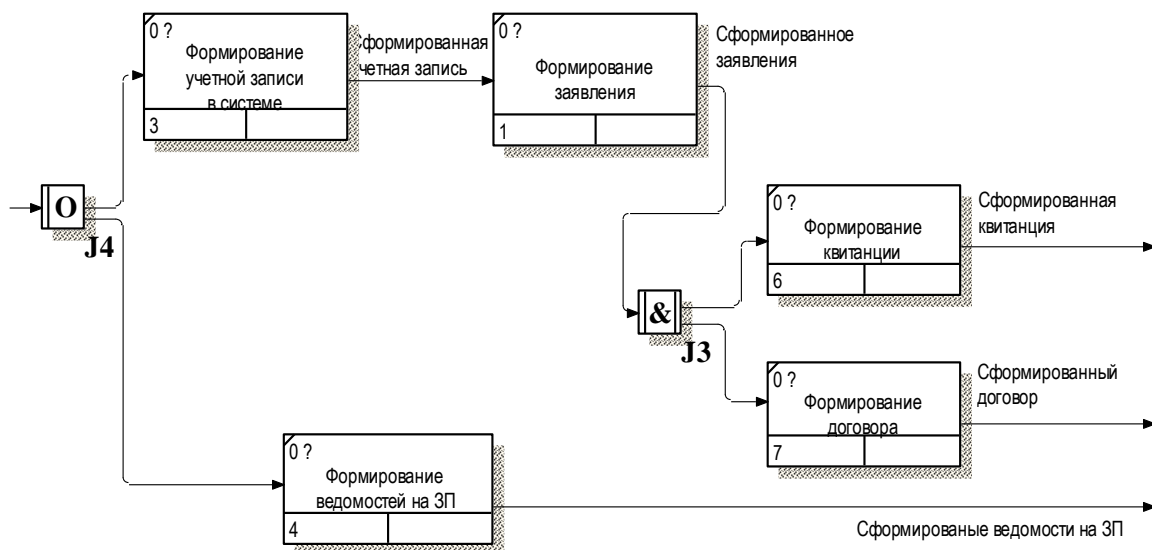 0 ?
Формирование
учетной записи
в системе
3
Сформированная
четная запись
0 ?
Формирование
заявления
1
Сформированное
заявления
O
J4
0 ?
Формирование
квитанции
6
Сформированная
квитанция
&
J3
0 ?
Формирование
договора
7
Сформированный
договор
0 ?
Формирование
ведомостей на ЗП
4
Сформированые ведомости на ЗП